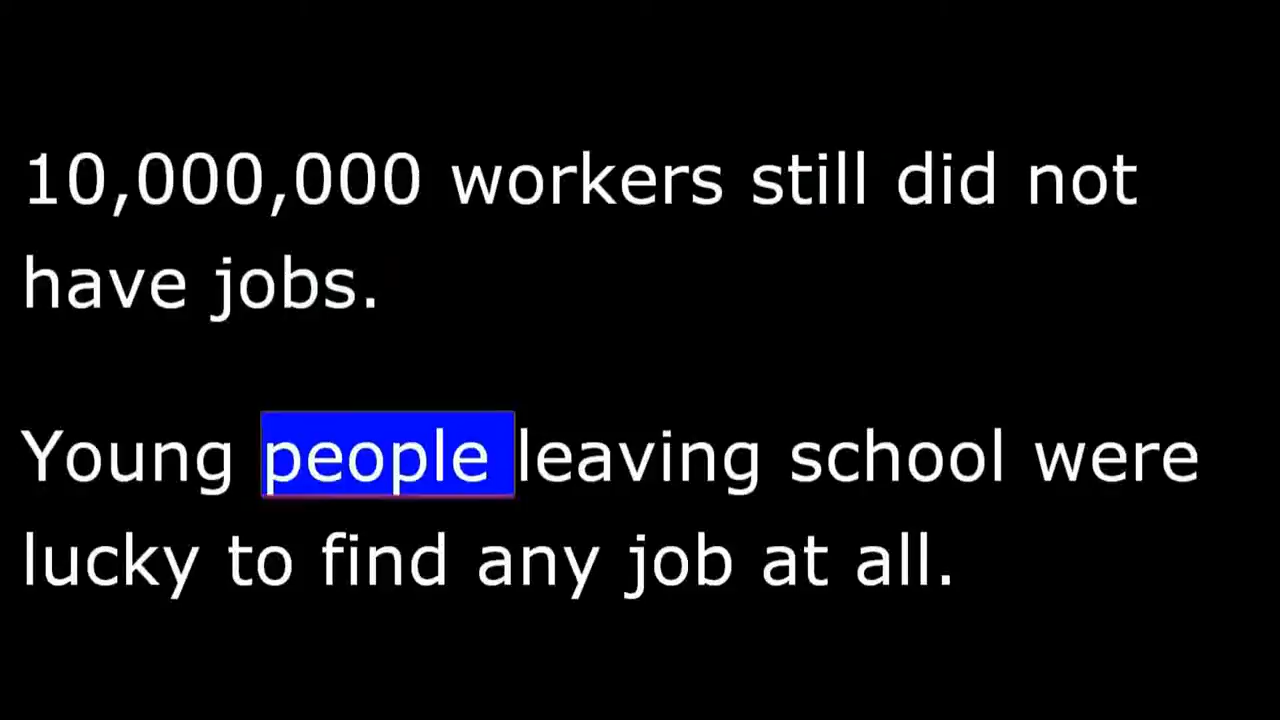 10,000,000 workers still did not
have jobs.
Young people leaving school were
lucky to find any job at all.